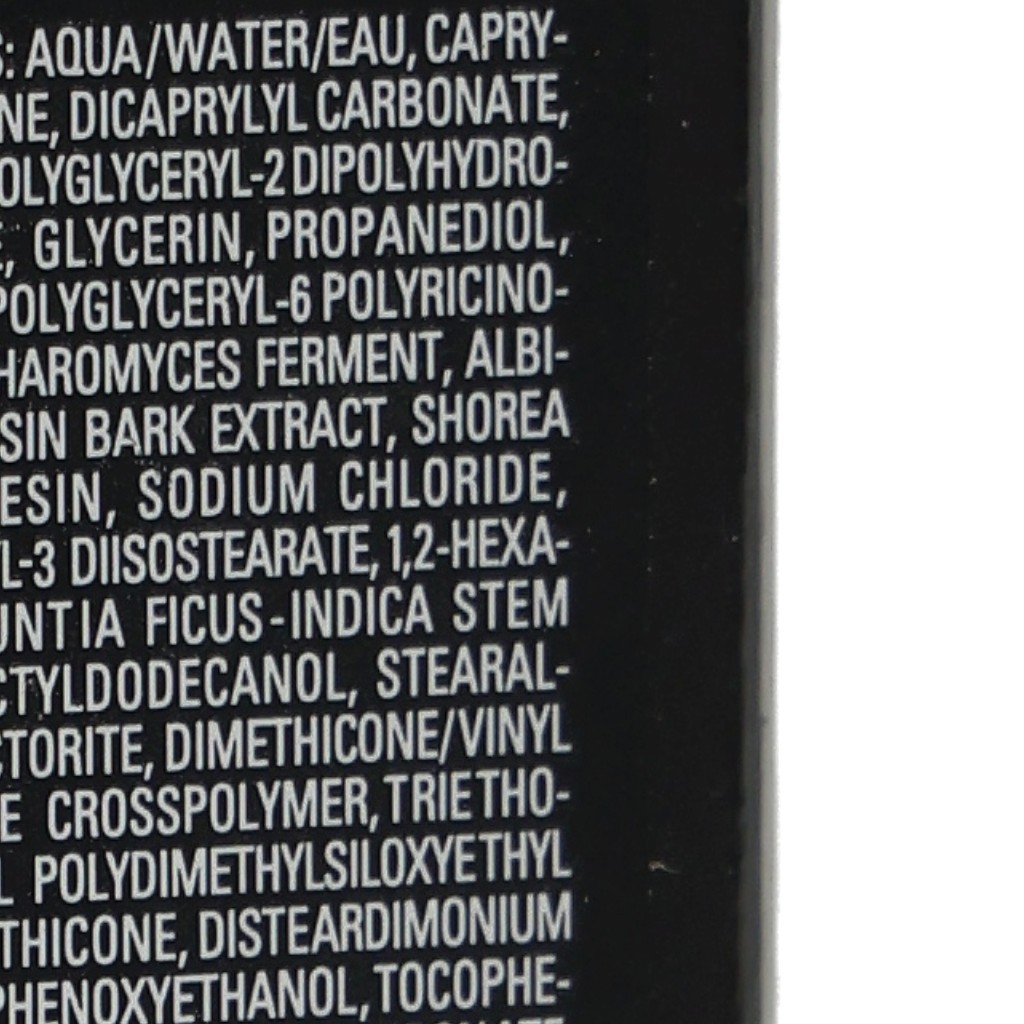 S: AQUA/WATER/EAU, CAPRY-
NE, DICAPRYLYL CARBONATE,
OLYGLYCERYL-2 DIPOLYHYDRO-
E, GLYCERIN, PROPANEDIOL,
POLYGLYCERYL-6 POLYRICINO-
HAROMYCES FERMENT, ALBI-
SIN BARK EXTRACT, SHOREA
ESIN, SODIUM CHLORIDE,
L-3 DIISOSTEARATE, 1,2-HEXA-
UNTIA FICUS-INDICA STEM
CTYLDODECANOL, STEARAL-
CTORITE, DIMETHICONE/VINYL
E CROSSPOLYMER, TRIETHO-
L POLYDIMETHYLSILOXYETHYL
THICONE, DISTEARDIMONIUM
PHENOXYETHANOL, TOCOPHE-